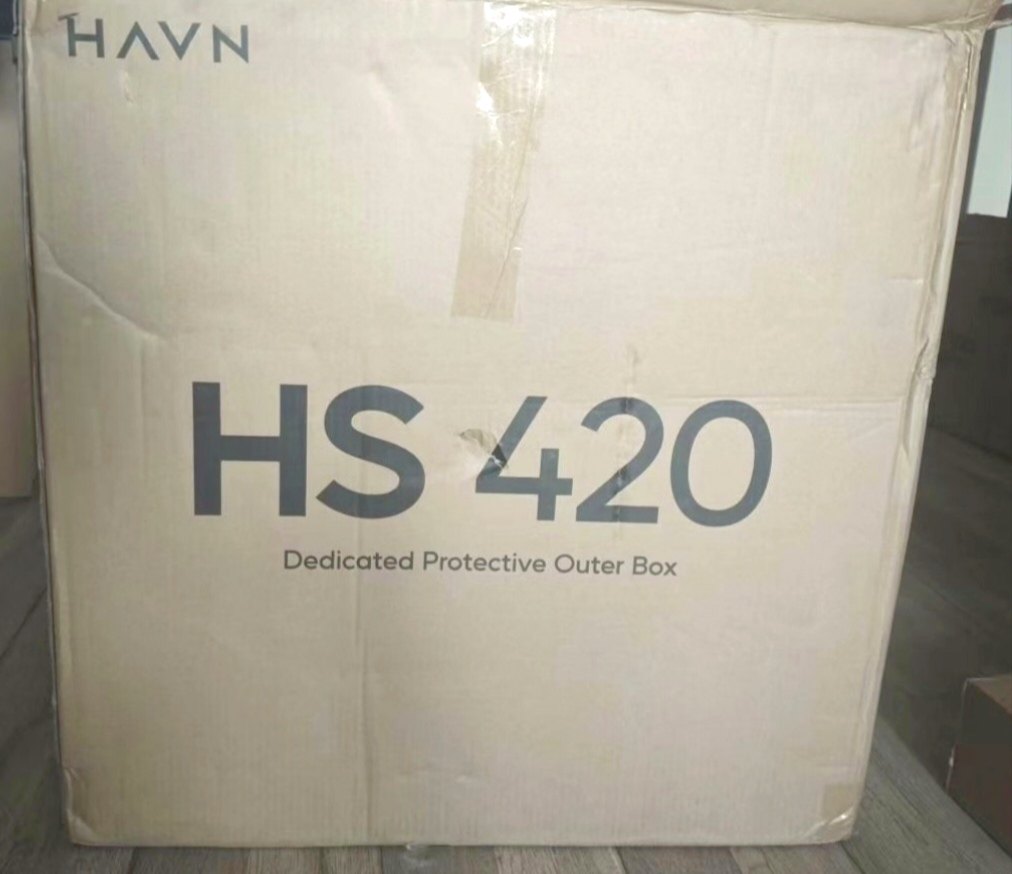 HAVN
HS 420
Dedicated Protective Outer Box